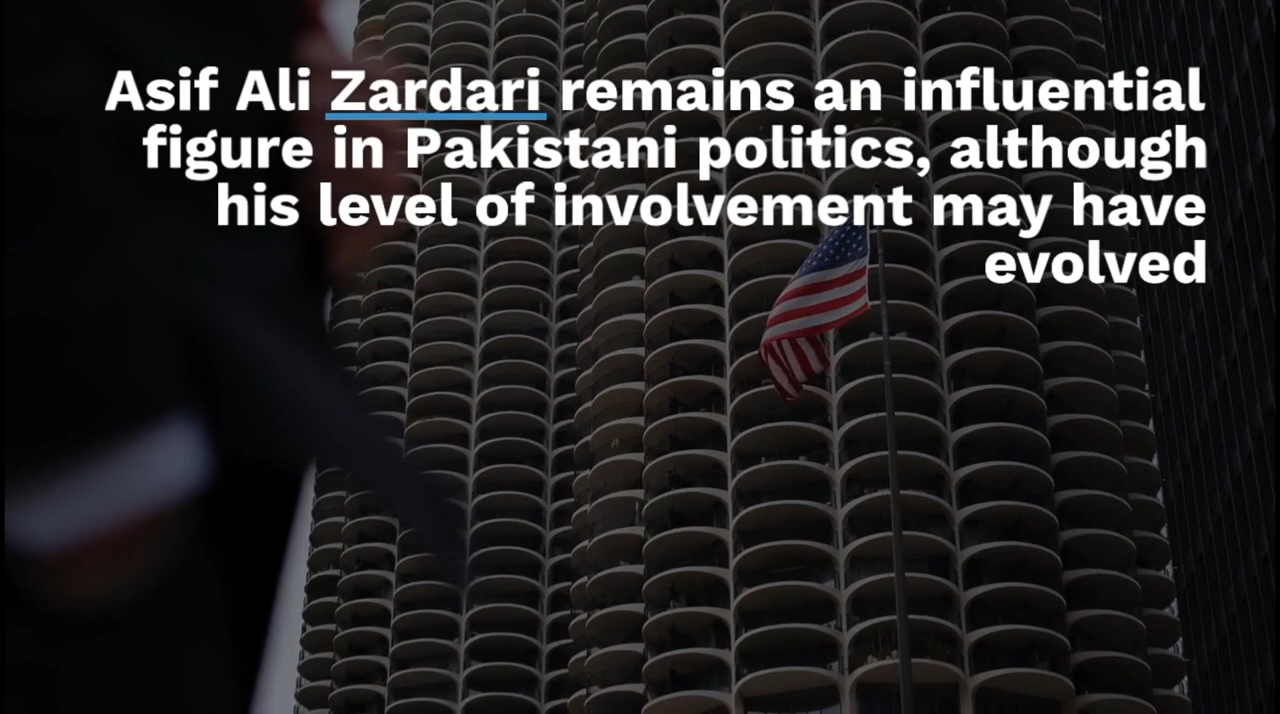 Asif Ali Zardari remains an influential
figure in Pakistani politics, although
his level of involvement may have
evolved